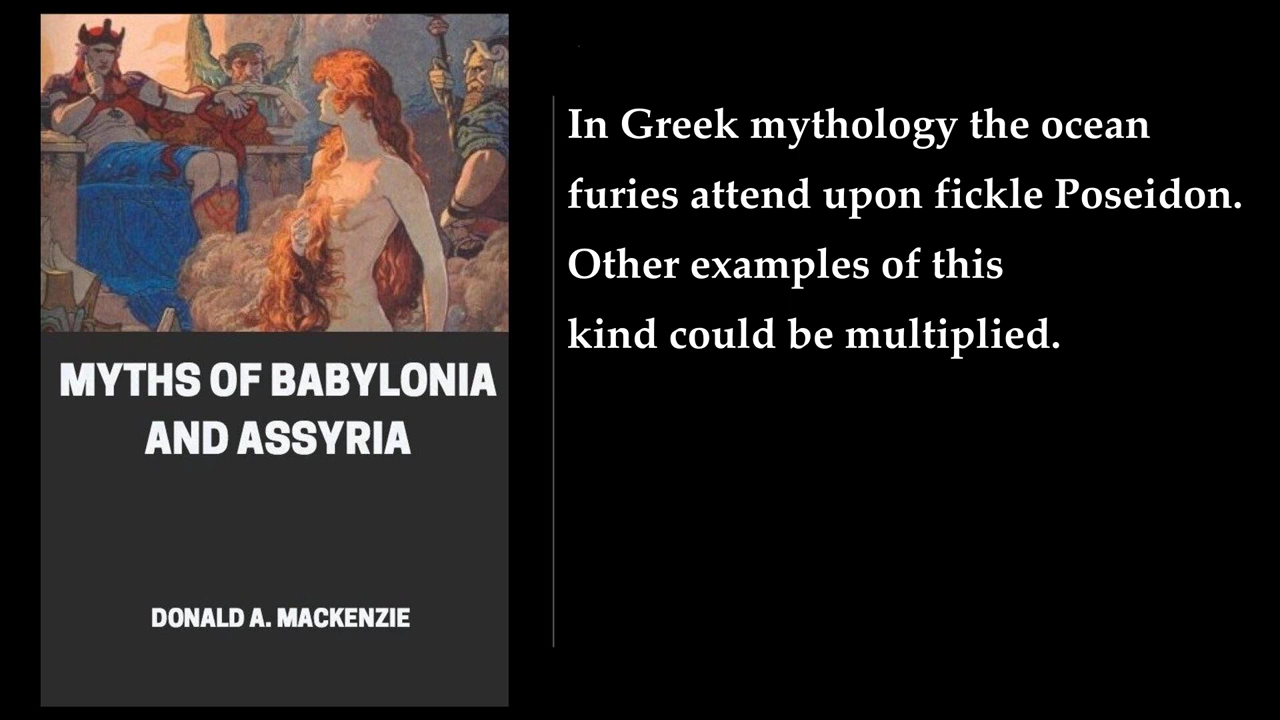 MYTHS OF BABYLONIA
AND ASSYRIA
DONALD A. MACKENZIE
In Greek mythology the ocean
furies attend upon fickle Poseidon.
Other examples of this
kind could be multiplied.